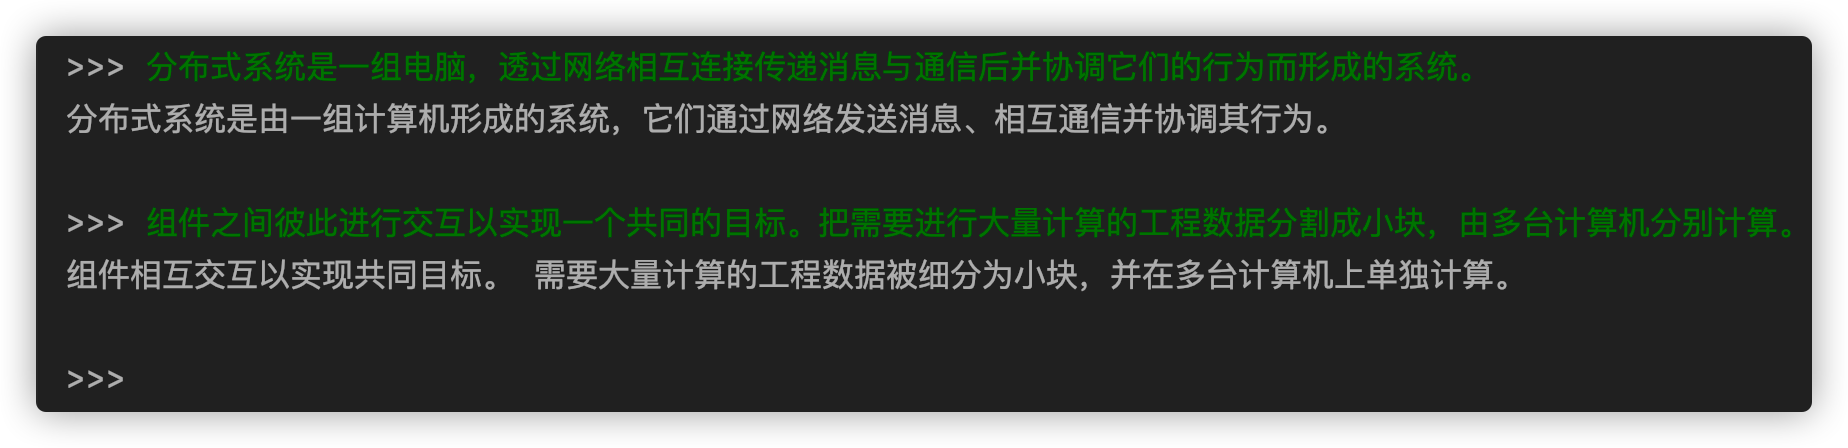 >>> 分布式系统是一组电脑，透过网络相互连接传递消息与通信后并协调它们的行为而形成的系统。
分布式系统是由一组计算机形成的系统，它们通过网络发送消息、相互通信并协调其行为。
>>> 组件之间彼此进行交互以实现一个共同的目标。把需要进行大量计算的工程数据分割成小块，由多台计算机分别计算。
组件相互交互以实现共同目标。 需要大量计算的工程数据被细分为小块，并在多台计算机上单独计算。
>>>